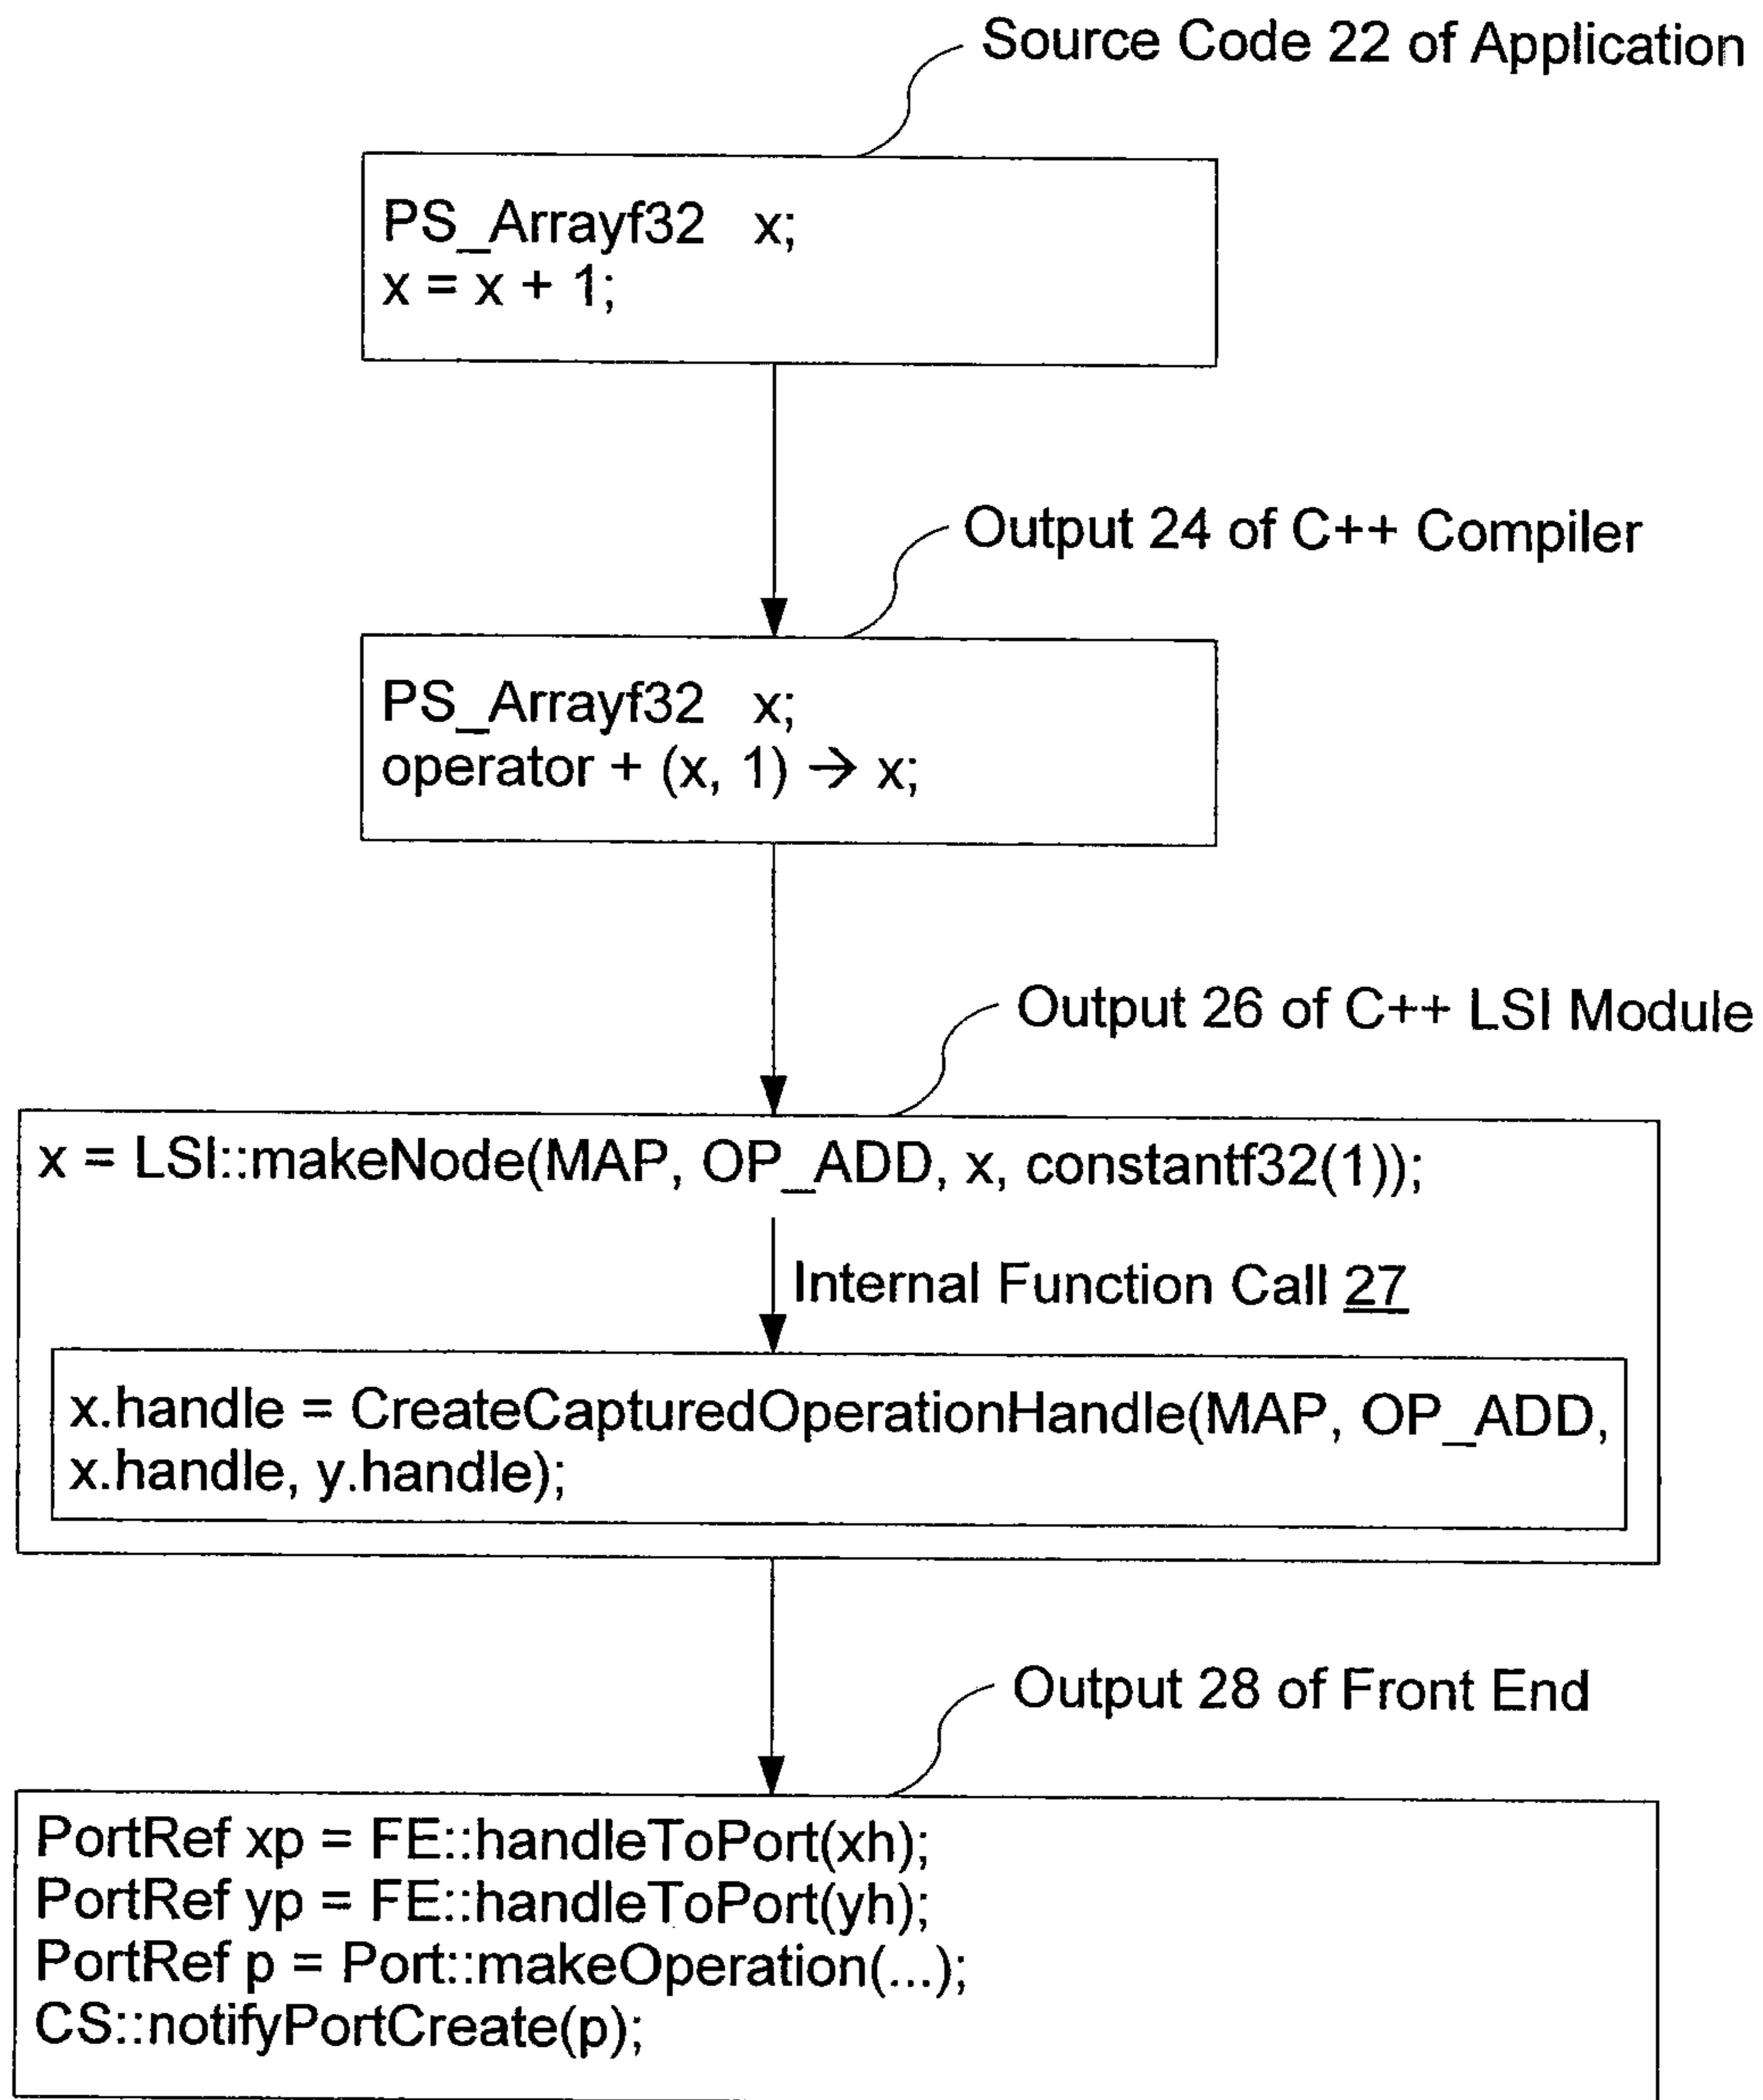 Source Code 22 of Application
PS_Arrayf32 x;
x = x + 1;
Output 24 of C++ Compiler
PS_Arrayf32 x;
operator + (x, 1) → x;
Output 26 of C++ LSI Module
x = LSI::makeNode(MAP, OP_ADD, x, constantf32(1));
Internal Function Call 27
x.handle = CreateCapturedOperationHandle(MAP, OP_ADD,
x.handle, y.handle);
Output 28 of Front End
PortRef xp = FE::handleToPort(xh);
PortRef yp = FE::handleToPort(yh);
PortRef p = Port::makeOperation(...);
CS::notifyPortCreate(p);